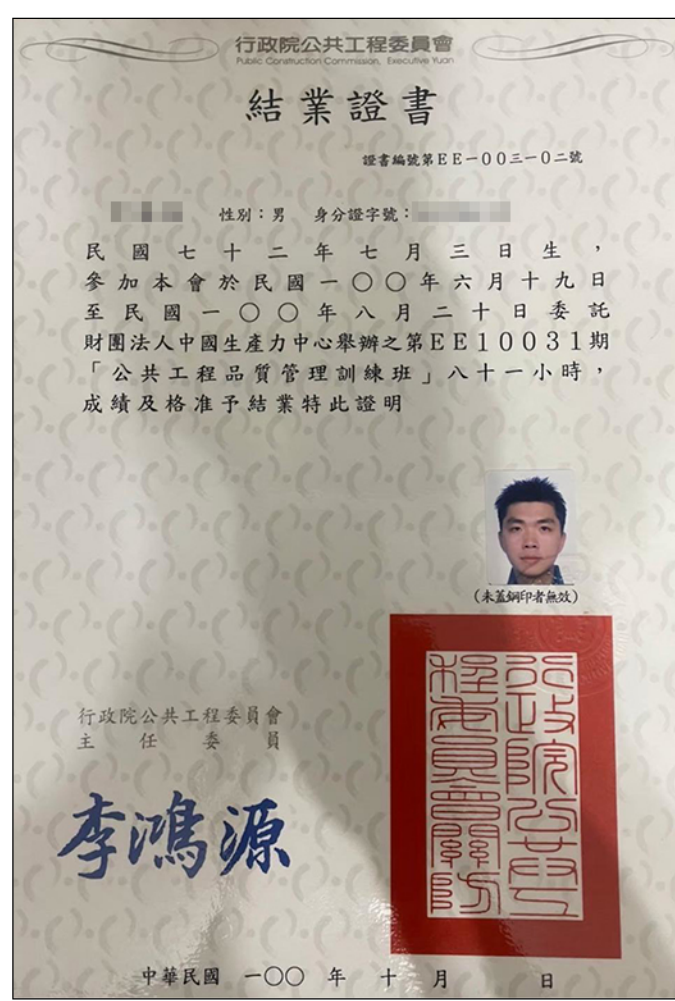 行政院公共工程委員會
Public Construction Commission, Executive Yuan
結業證書
證書編號第EE－００三－０二號
性別：男 身分證字號：
民國七十二年七月三日生，
參加本會於民國一〇〇年六月十九日
至民國一〇〇年八月二十日委託
財團法人中國生產力中心舉辦之第EE１００３１期
「公共工程品質管理訓練班」八十一小時，
成績及格准予結業特此證明
（未蓋鋼印者無效）
行政院公共工程委員會
主任委員
李鴻源
行政院公共工
程委員會關防
中華民國 一〇〇 年 十 月 日